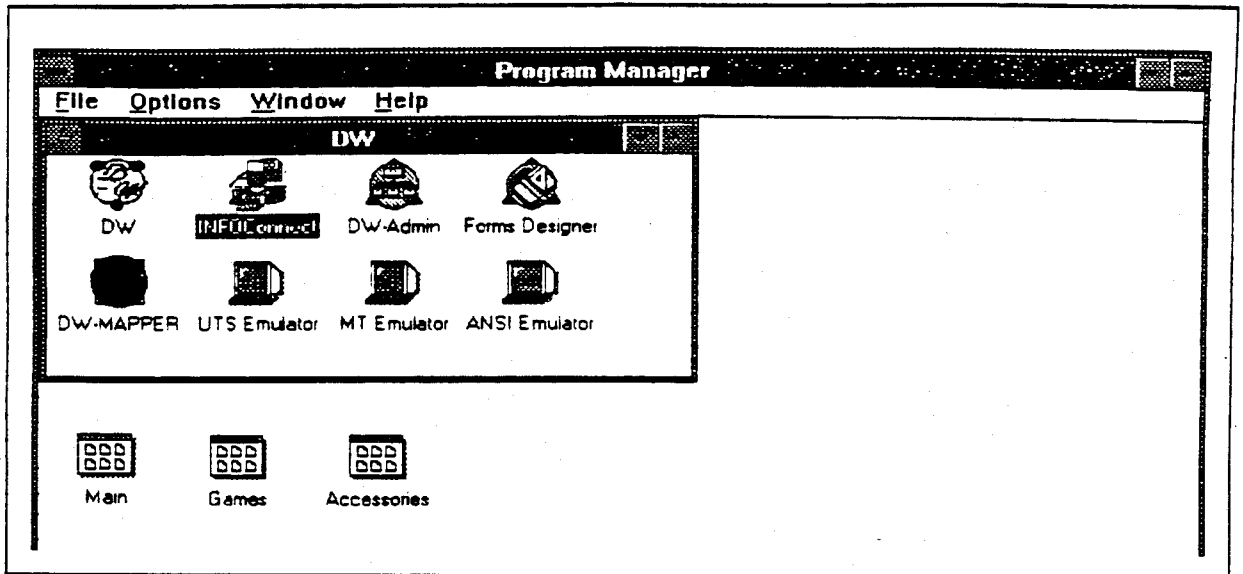 Program Manager
File Options Window Help
DW
DW INFOConnect DW-Admin Forms Designer
DW-MAPPER UTS Emulator MT Emulator ANSI Emulator
Main Games Accessories